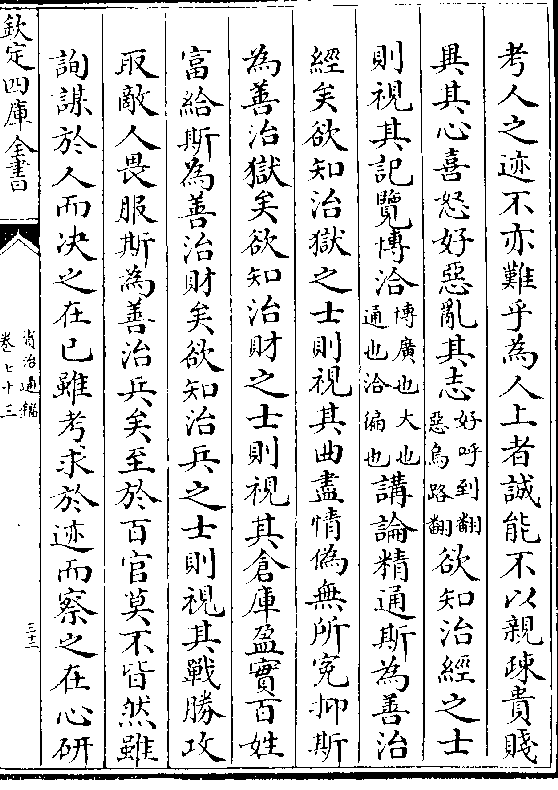 考人之迹不亦難乎為人上者誠能不以親疎貴賤
異其心喜怒好惡亂其志好呼到翻惡烏路翻欲知治經之士
則視其記覽博洽博廣也大也通也洽徧也講論精通斯為善治
經矣欲知治獄之士則視其曲盡情偽無所寃抑斯
為善治獄矣欲知治財之士則視其倉庫盈實百姓
富給斯為善治財矣欲知治兵之士則視其戰勝攻
取敵人畏服斯為善治兵矣至於百官莫不皆然雖
詢謀於人而决之在已雖考求於迹而察之在心研
欽定四庫全書
資治通鑑
卷七十三
三十二